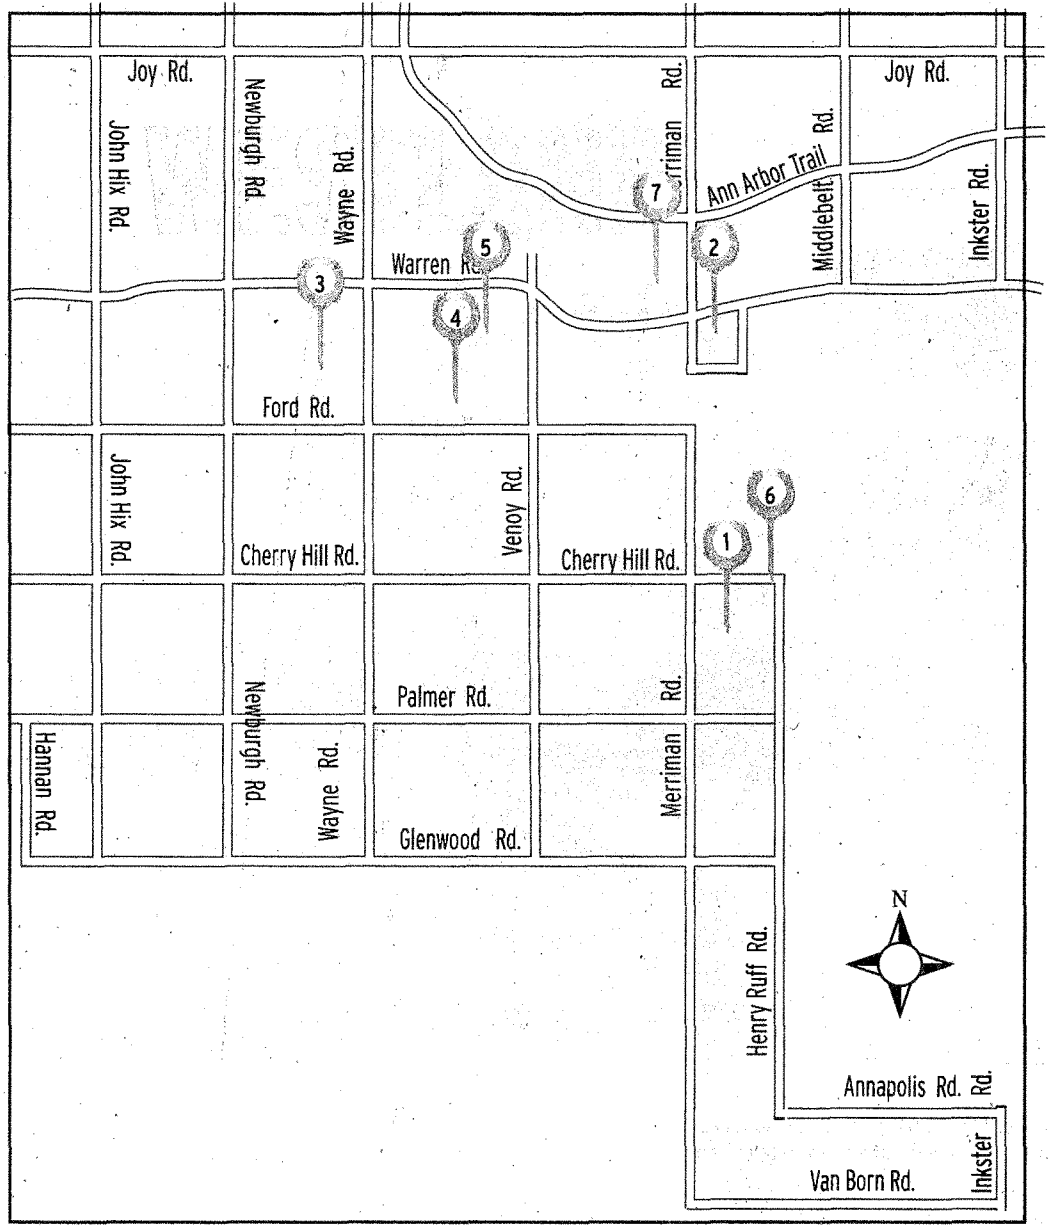 Joy Rd.
Joy Rd.
John Hix Rd.
Newburgh Rd.
Wayne Rd.
Merriman Rd.
Ann Arbor Trail
Middlebelt Rd.
Inkster Rd.
7
5
2
Warren Rd.
3
4
Ford Rd.
John Hix Rd.
Venoy Rd.
6
1
Cherry Hill Rd.
Cherry Hill Rd.
Palmer Rd.
Hannan Rd.
Newburgh Rd.
Wayne Rd.
Merriman Rd.
Glenwood Rd.
N
Henry Ruff Rd.
Annapolis Rd.
Inkster Rd.
Van Born Rd.